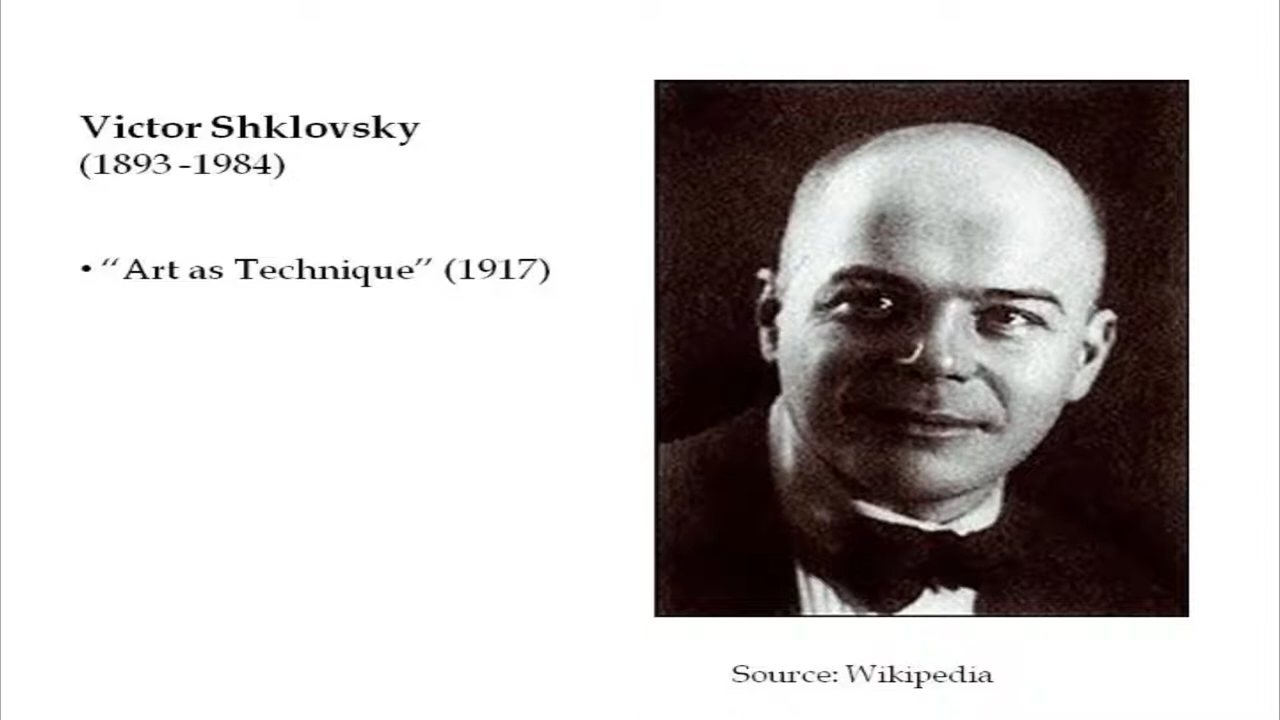 Victor Shklovsky
(1893 -1984)
• “Art as Technique” (1917)
Source: Wikipedia